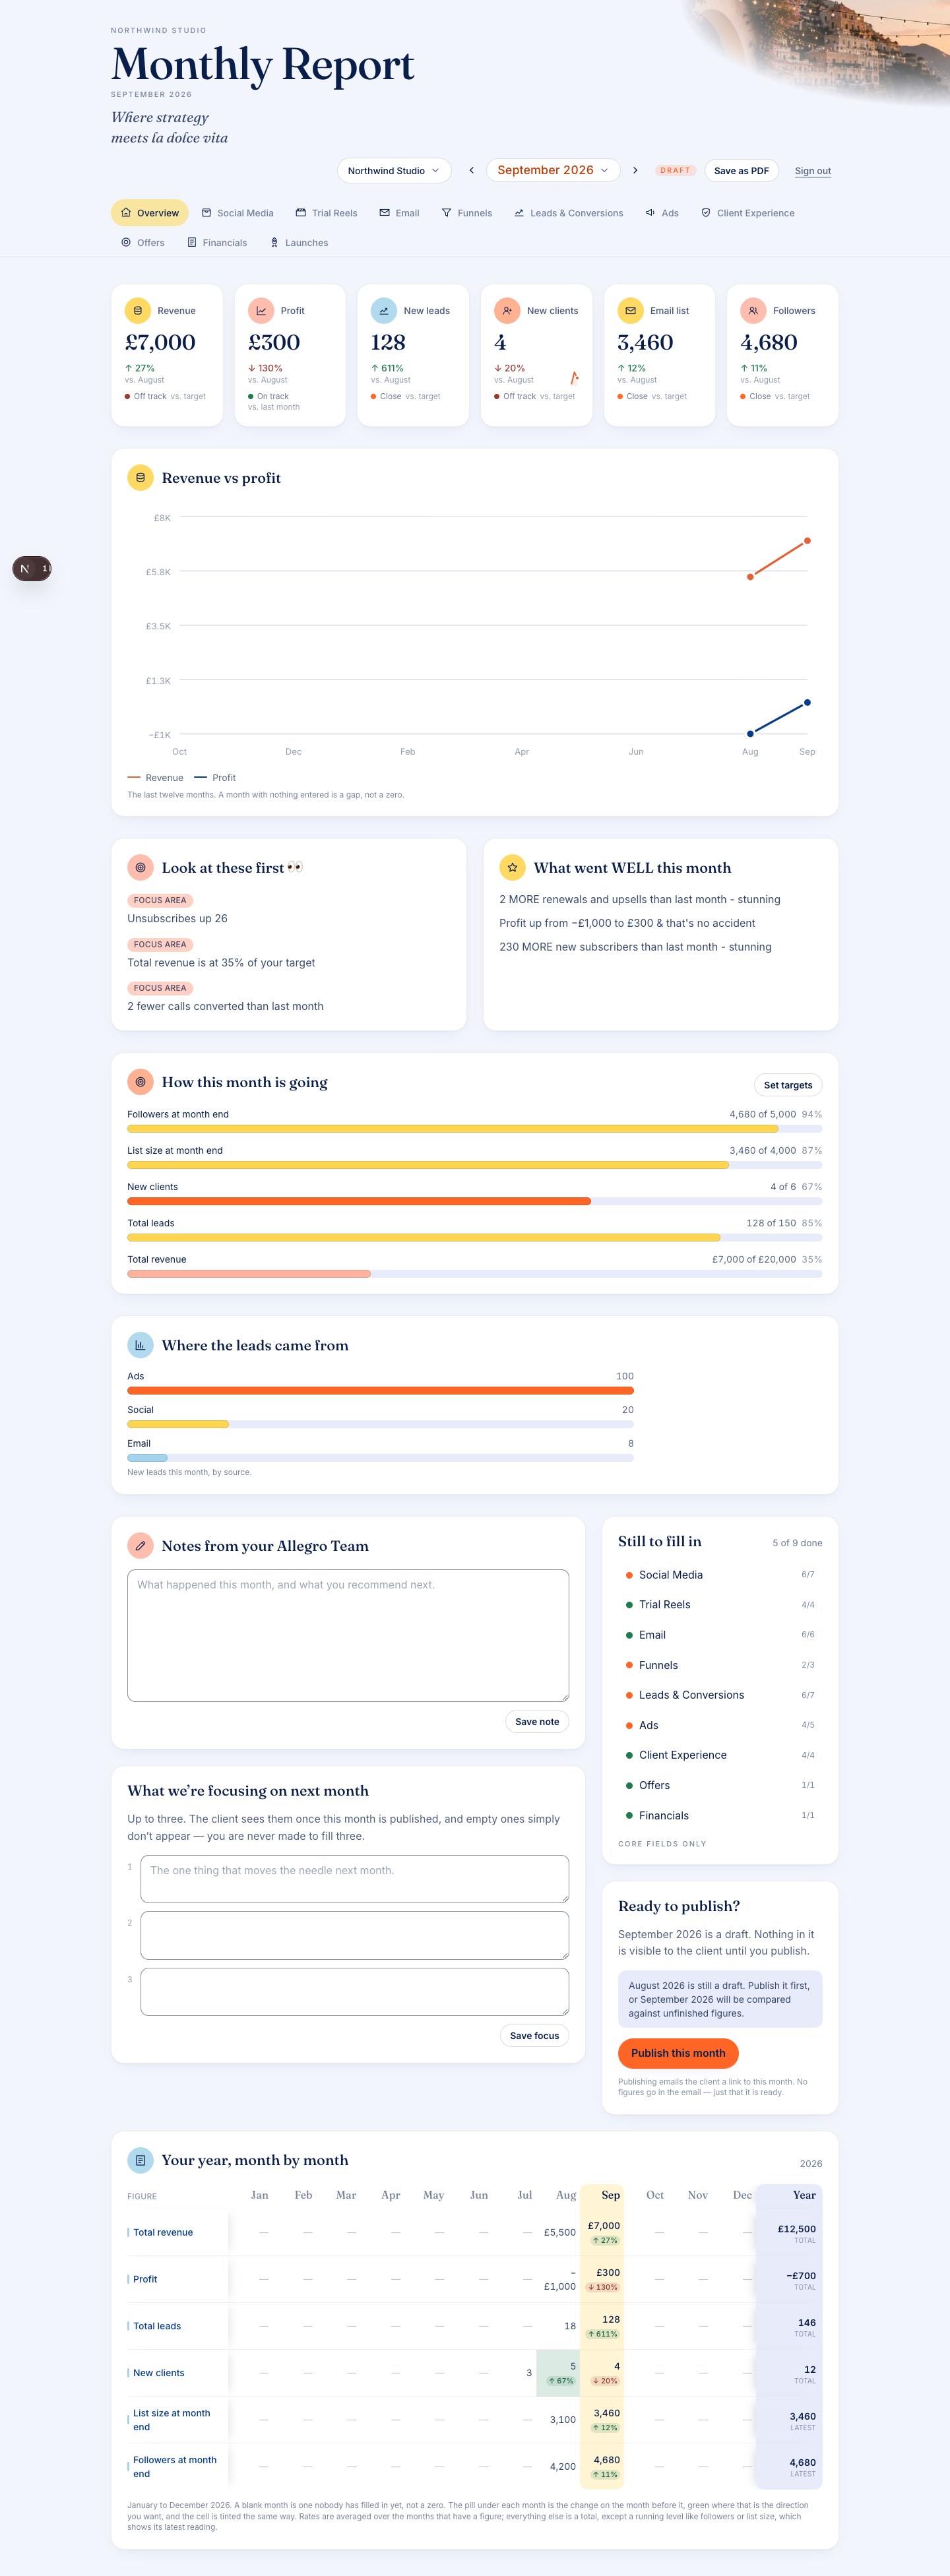 NORTHWIND STUDIO
Monthly Report
SEPTEMBER 2026
Where strategy
meets la dolce vita
Northwind Studio
September 2026
DRAFT
Save as PDF
Sign out
Overview
Social Media
Trial Reels
Email
Funnels
Leads & Conversions
Ads
Client Experience
Offers
Financials
Launches
Revenue
£7,000
↑ 27%
vs. August
Off track vs. target
Profit
£300
↓ 130%
vs. August
On track
vs. last month
New leads
128
↑ 611%
vs. August
Close vs. target
New clients
4
↓ 20%
vs. August
Off track vs. target
Email list
3,460
↑ 12%
vs. August
Close vs. target
Followers
4,680
↑ 11%
vs. August
Close vs. target
Revenue vs profit
£8K
£5.8K
£3.5K
£1.3K
−£1K
Oct Dec Feb Apr Jun Aug Sep
Revenue Profit
The last twelve months. A month with nothing entered is a gap, not a zero.
N 1
Look at these first 👀
FOCUS AREA
Unsubscribes up 26
FOCUS AREA
Total revenue is at 35% of your target
FOCUS AREA
2 fewer calls converted than last month
What went WELL this month
2 MORE renewals and upsells than last month - stunning
Profit up from −£1,000 to £300 & that's no accident
230 MORE new subscribers than last month - stunning
How this month is going
Set targets
Followers at month end 4,680 of 5,000 94%
List size at month end 3,460 of 4,000 87%
New clients 4 of 6 67%
Total leads 128 of 150 85%
Total revenue £7,000 of £20,000 35%
Where the leads came from
Ads 100
Social 20
Email 8
New leads this month, by source.
Notes from your Allegro Team
What happened this month, and what you recommend next.
Save note
What we’re focusing on next month
Up to three. The client sees them once this month is published, and empty ones simply
don’t appear — you are never made to fill three.
1 The one thing that moves the needle next month.
2
3
Save focus
Still to fill in 5 of 9 done
Social Media 6/7
Trial Reels 4/4
Email 6/6
Funnels 2/3
Leads & Conversions 6/7
Ads 4/5
Client Experience 4/4
Offers 1/1
Financials 1/1
CORE FIELDS ONLY
Ready to publish?
September 2026 is a draft. Nothing in it
is visible to the client until you publish.
August 2026 is still a draft. Publish it first,
or September 2026 will be compared
against unfinished figures.
Publish this month
Publishing emails the client a link to this month. No
figures go in the email — just that it is ready.
Your year, month by month
2026
FIGURE Jan Feb Mar Apr May Jun Jul Aug Sep Oct Nov Dec Year
Total revenue — — — — — — — £5,500 £7,000 ↑ 27% — — — £12,500 TOTAL
Profit — — — — — — — −£1,000 £300 ↓ 130% — — — −£700 TOTAL
Total leads — — — — — — — 18 128 ↑ 611% — — — 146 TOTAL
New clients — — — — — — 3 5 ↑ 67% 4 ↓ 20% — — — 12 TOTAL
List size at month end — — — — — — — 3,100 3,460 ↑ 12% — — — 3,460 LATEST
Followers at month end — — — — — — — 4,200 4,680 ↑ 11% — — — 4,680 LATEST
January to December 2026. A blank month is one nobody has filled in yet, not a zero. The pill under each month is the change on the month before it, green where that is the direction
you want, and the cell is tinted the same way. Rates are averaged over the months that have a figure; everything else is a total, except a running level like followers or list size, which
shows its latest reading.